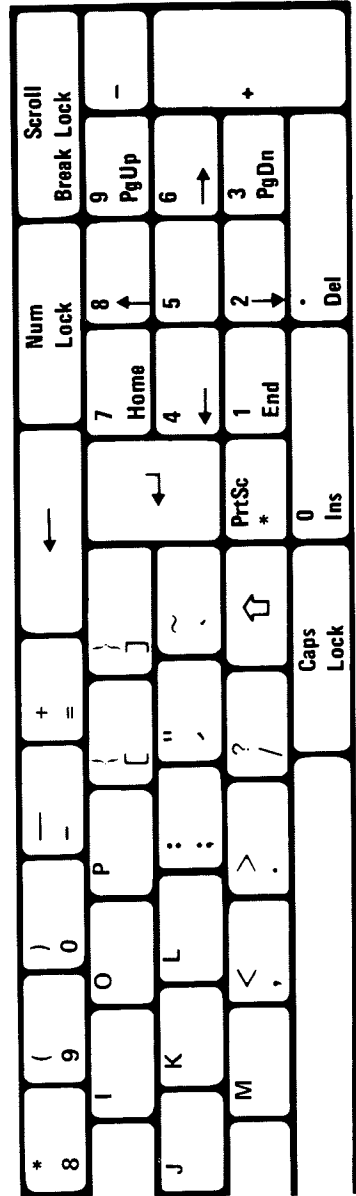 *
8
(
9
)
0
_
-
+
=
←
Num
Lock
Scroll
Break Lock
I
O
P
{
[
}
]
↵
7
Home
8
↑
9
PgUp
-
J
K
L
:
;
"
'
~
`
4
←
5
6
→
+
M
<
,
>
.
?
/
⇧
PrtSc
*
1
End
2
↓
3
PgDn
Caps
Lock
0
Ins
.
Del